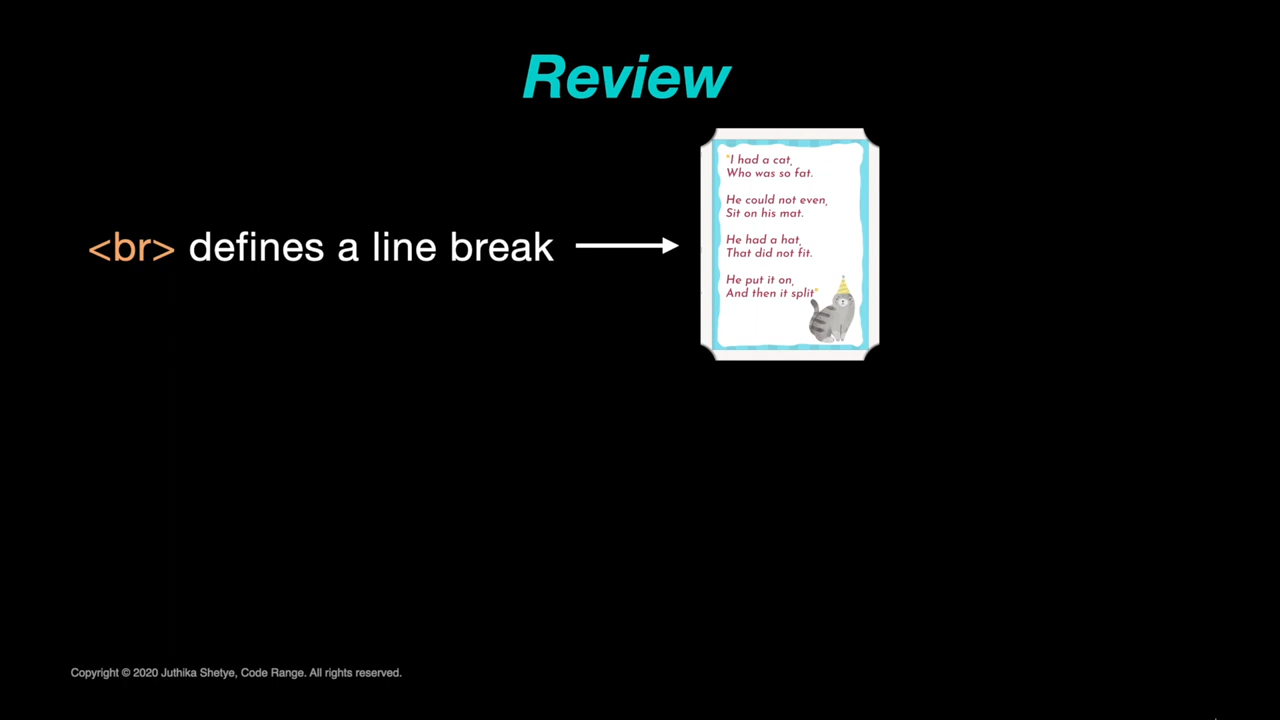 Review
<br> defines a line break
"I had a cat,
Who was so fat.
He could not even,
Sit on his mat.
He had a hat,
That did not fit.
He put it on,
And then it split"
Copyright © 2020 Juthika Shetye, Code Range. All rights reserved.